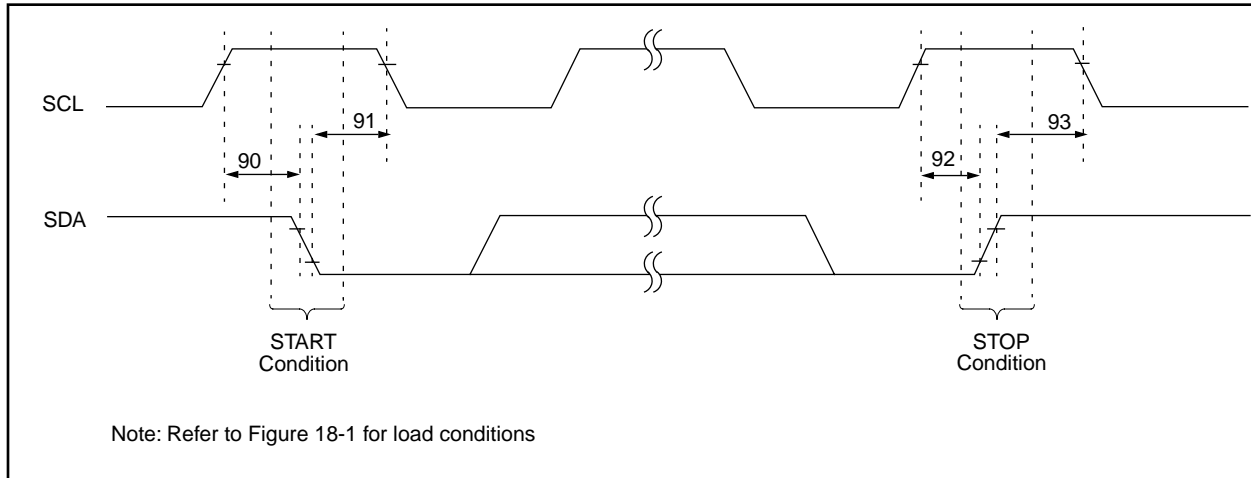 SCL
91
93
90
92
SDA
START
Condition
STOP
Condition
Note: Refer to Figure 18-1 for load conditions